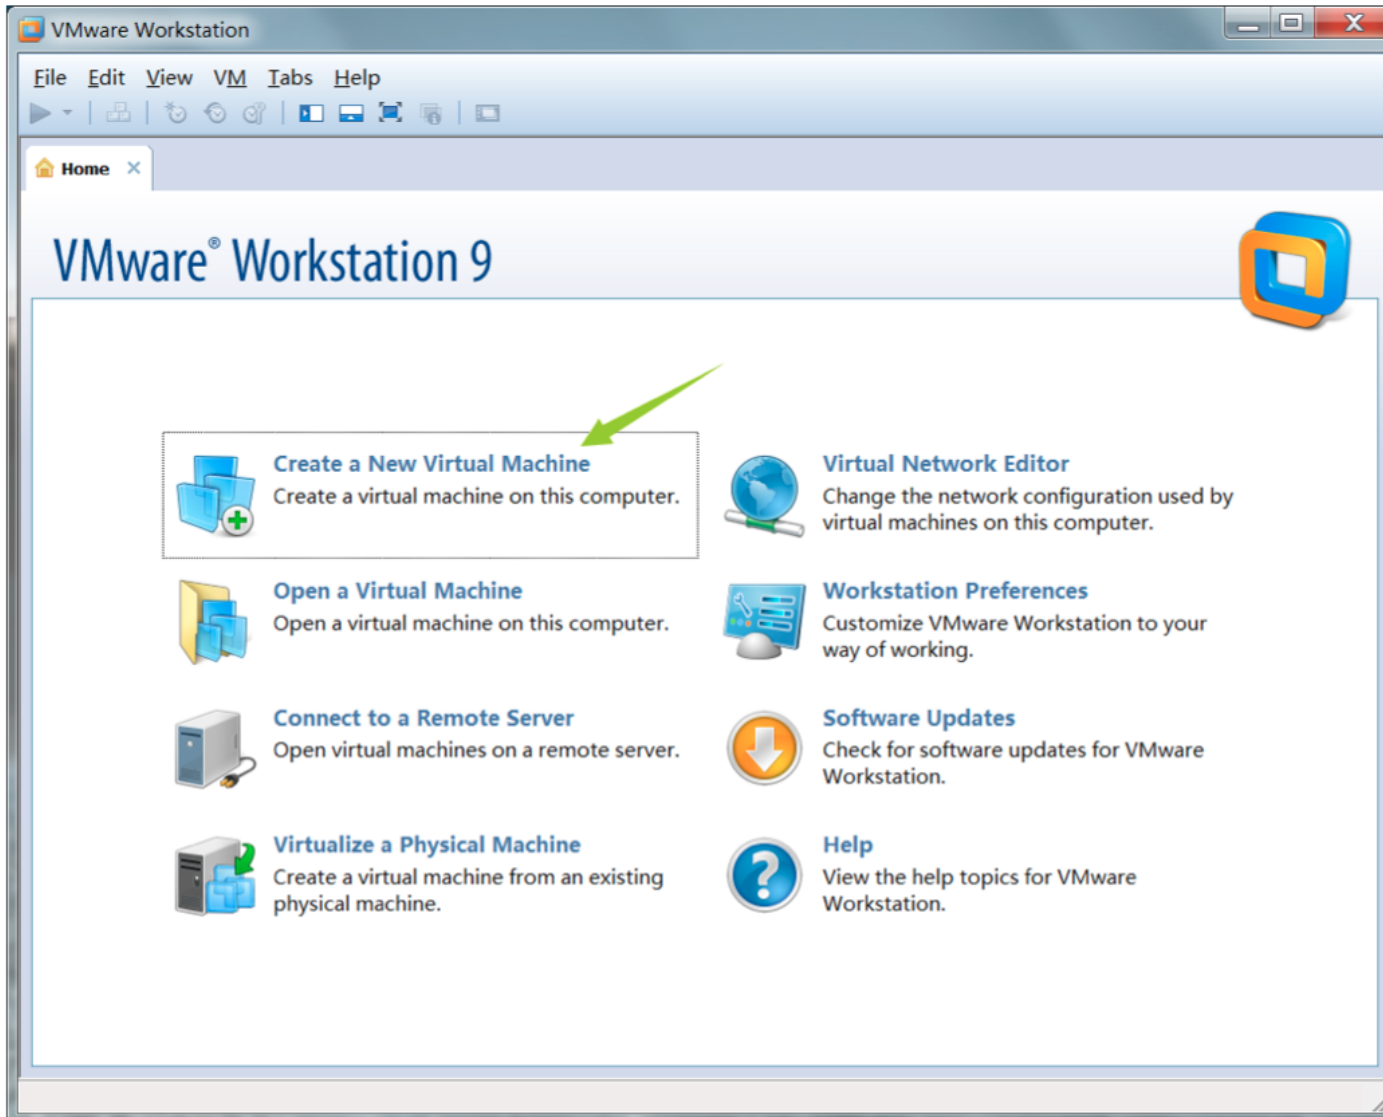 VMware Workstation
File Edit View VM Tabs Help
Home
VMware® Workstation 9
Create a New Virtual Machine
Create a virtual machine on this computer.
Open a Virtual Machine
Open a virtual machine on this computer.
Connect to a Remote Server
Open virtual machines on a remote server.
Virtualize a Physical Machine
Create a virtual machine from an existing
physical machine.
Virtual Network Editor
Change the network configuration used by
virtual machines on this computer.
Workstation Preferences
Customize VMware Workstation to your
way of working.
Software Updates
Check for software updates for VMware
Workstation.
Help
View the help topics for VMware
Workstation.